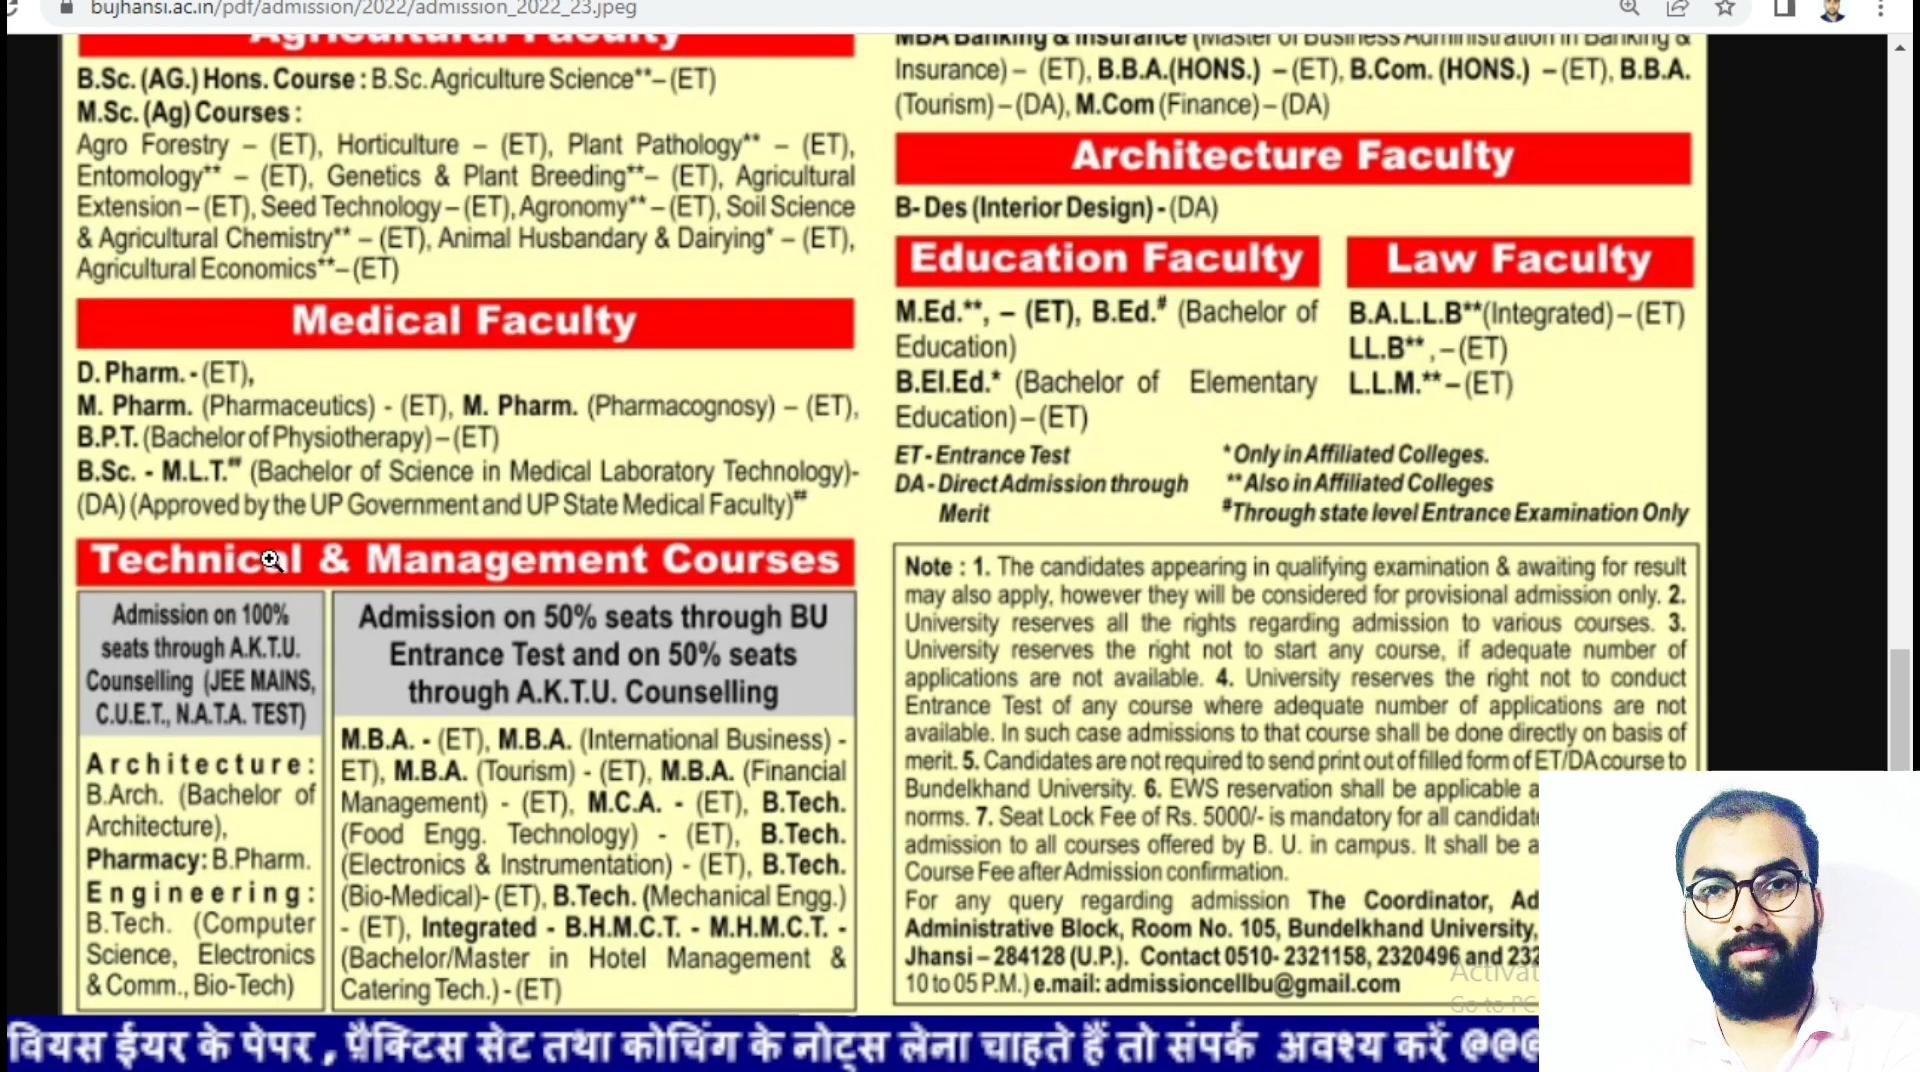 bujhansi.ac.in/pdf/admission/2022/admission_2022_23.jpeg
Agricultural Faculty
B.Sc. (AG.) Hons. Course : B.Sc. Agriculture Science** – (ET)
M.Sc. (Ag) Courses :
Agro Forestry – (ET), Horticulture – (ET), Plant Pathology** – (ET),
Entomology** – (ET), Genetics & Plant Breeding**– (ET), Agricultural
Extension – (ET), Seed Technology – (ET), Agronomy** – (ET), Soil Science
& Agricultural Chemistry** – (ET), Animal Husbandary & Dairying* – (ET),
Agricultural Economics**– (ET)
Medical Faculty
D. Pharm. - (ET),
M. Pharm. (Pharmaceutics) - (ET), M. Pharm. (Pharmacognosy) – (ET),
B.P.T. (Bachelor of Physiotherapy) – (ET)
B.Sc. - M.L.T.## (Bachelor of Science in Medical Laboratory Technology)-
(DA) (Approved by the UP Government and UP State Medical Faculty)##
Technical & Management Courses
Admission on 100%
seats through A.K.T.U.
Counselling (JEE MAINS,
C.U.E.T., N.A.T.A. TEST)
Architecture:
B.Arch. (Bachelor of
Architecture),
Pharmacy: B.Pharm.
Engineering:
B.Tech. (Computer
Science, Electronics
& Comm., Bio-Tech)
Admission on 50% seats through BU
Entrance Test and on 50% seats
through A.K.T.U. Counselling
M.B.A. - (ET), M.B.A. (International Business) -
ET), M.B.A. (Tourism) - (ET), M.B.A. (Financial
Management) - (ET), M.C.A. - (ET), B.Tech.
(Food Engg. Technology) - (ET), B.Tech.
(Electronics & Instrumentation) - (ET), B.Tech.
(Bio-Medical)- (ET), B.Tech. (Mechanical Engg.)
- (ET), Integrated - B.H.M.C.T. - M.H.M.C.T. -
(Bachelor/Master in Hotel Management &
Catering Tech.) - (ET)
MBA Banking & Insurance (Master of Business Administration in Banking &
Insurance) – (ET), B.B.A.(HONS.) – (ET), B.Com. (HONS.) – (ET), B.B.A.
(Tourism) – (DA), M.Com (Finance) – (DA)
Architecture Faculty
B- Des (Interior Design) - (DA)
Education Faculty
M.Ed.**, – (ET), B.Ed.# (Bachelor of
Education)
B.El.Ed.* (Bachelor of Elementary
Education) – (ET)
Law Faculty
B.A.L.L.B**(Integrated) – (ET)
LL.B** , – (ET)
L.L.M.** – (ET)
ET - Entrance Test
DA - Direct Admission through
Merit
*Only in Affiliated Colleges.
**Also in Affiliated Colleges
#Through state level Entrance Examination Only
Note : 1. The candidates appearing in qualifying examination & awaiting for result
may also apply, however they will be considered for provisional admission only. 2.
University reserves all the rights regarding admission to various courses. 3.
University reserves the right not to start any course, if adequate number of
applications are not available. 4. University reserves the right not to conduct
Entrance Test of any course where adequate number of applications are not
available. In such case admissions to that course shall be done directly on basis of
merit. 5. Candidates are not required to send print out of filled form of ET/DA course to
Bundelkhand University. 6. EWS reservation shall be applicable a
norms. 7. Seat Lock Fee of Rs. 5000/- is mandatory for all candidat
admission to all courses offered by B. U. in campus. It shall be a
Course Fee after Admission confirmation.
For any query regarding admission The Coordinator, Ad
Administrative Block, Room No. 105, Bundelkhand University,
Jhansi – 284128 (U.P.). Contact 0510- 2321158, 2320496 and 232
10 to 05 P.M.) e.mail: admissioncellbu@gmail.com
Activat
Go to PC
वियस ईयर के पेपर , प्रैक्टिस सेट तथा कोचिंग के नोट्स लेना चाहते हैं तो संपर्क अवश्य करें @@@